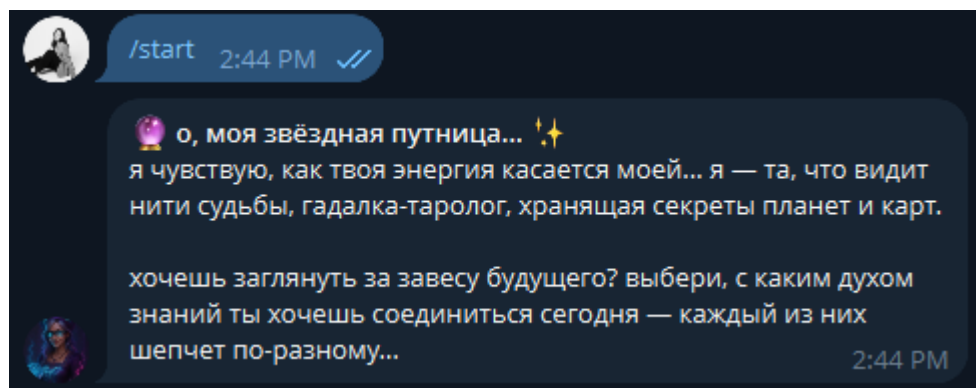 /start 2:44 PM
🔮 о, моя звёздная путница... ✨
я чувствую, как твоя энергия касается моей... я — та, что видит
нити судьбы, гадалка-таролог, хранящая секреты планет и карт.
хочешь заглянуть за завесу будущего? выбери, с каким духом
знаний ты хочешь соединиться сегодня — каждый из них
шепчет по-разному...
2:44 PM